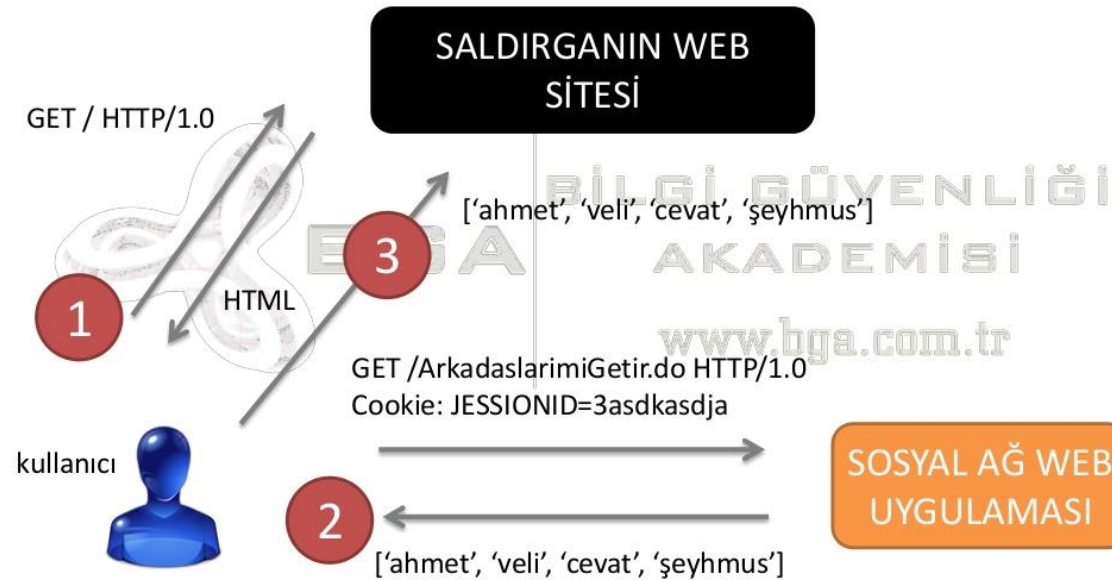 SALDIRGANIN WEB
SİTESİ
GET / HTTP/1.0
BİLGİ GÜVENLİĞİ
['ahmet', 'veli', 'cevat', 'şeyhmus']
3
BGA
AKADEMİSİ
1
HTML
www.bga.com.tr
GET /ArkadaslarimiGetir.do HTTP/1.0
Cookie: JESSIONID=3asdkasdja
kullanıcı
SOSYAL AĞ WEB
UYGULAMASI
2
['ahmet', 'veli', 'cevat', 'şeyhmus']